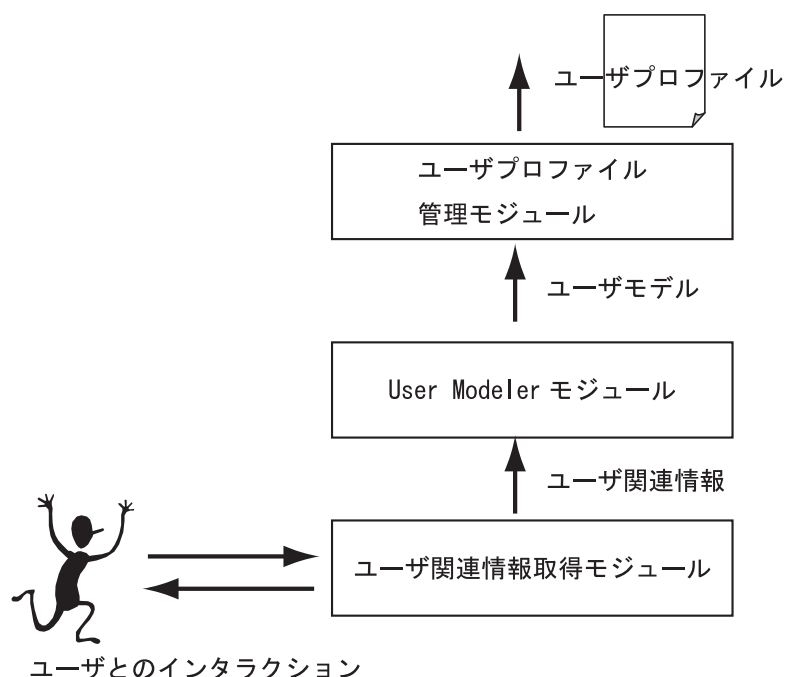 ユーザプロファイル
ユーザプロファイル
管理モジュール
ユーザモデル
User Modeler モジュール
ユーザ関連情報
ユーザ関連情報取得モジュール
ユーザとのインタラクション